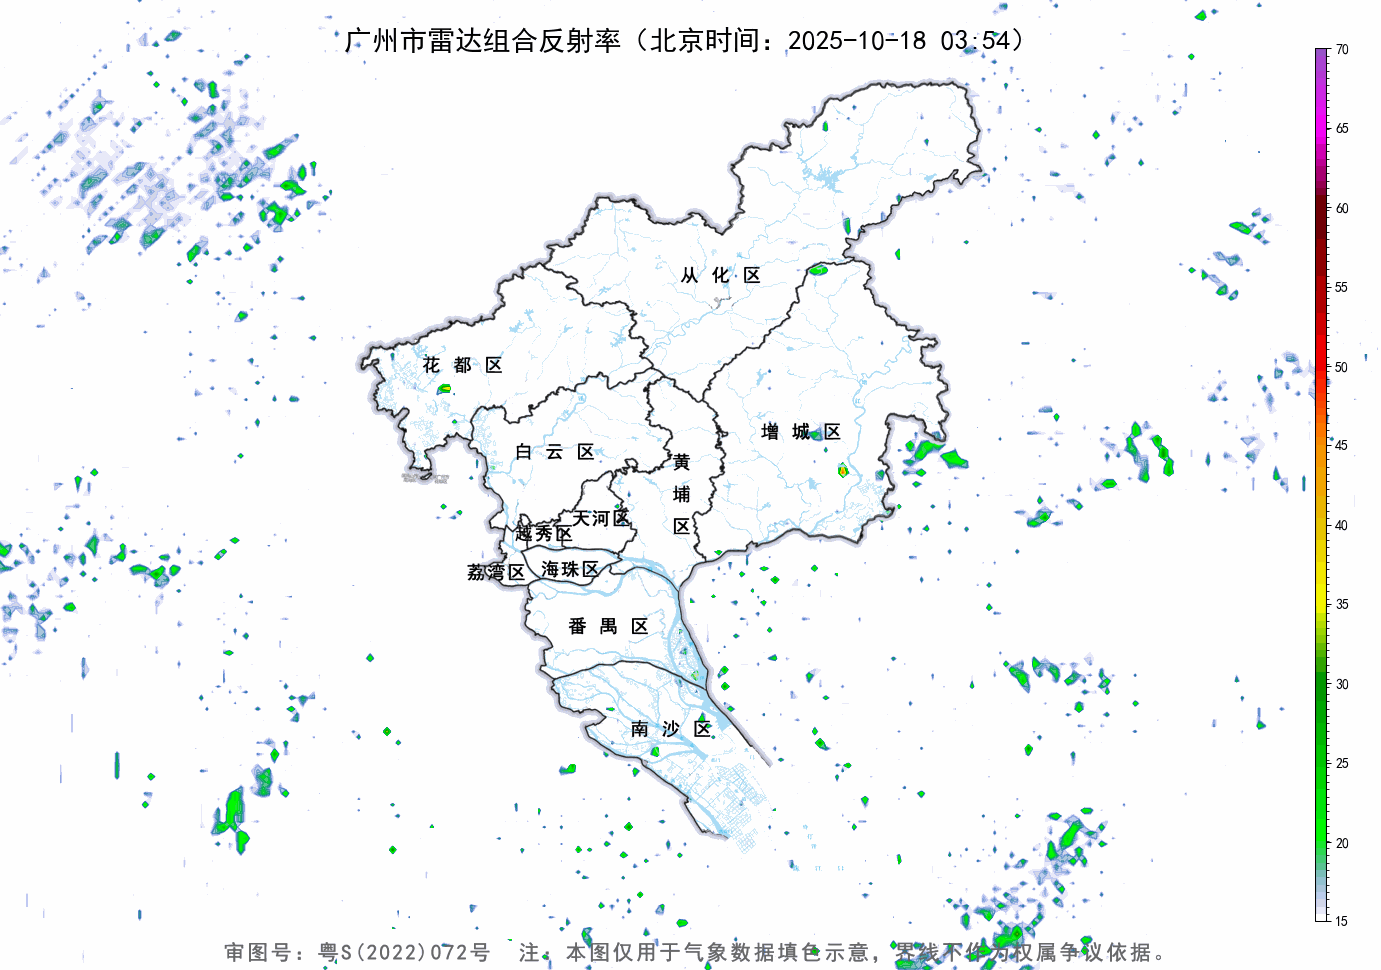 广州市雷达组合反射率（北京时间：2025-10-18 03:54）
70
65
60
55
50
45
40
35
30
25
20
15
从化区
花都区
增城区
白云区
黄埔区
天河区
越秀区
荔湾区
海珠区
番禺区
南沙区
审图号：粤S(2022)072号 注：本图仅用于气象数据填色示意，界线不作为权属争议依据。